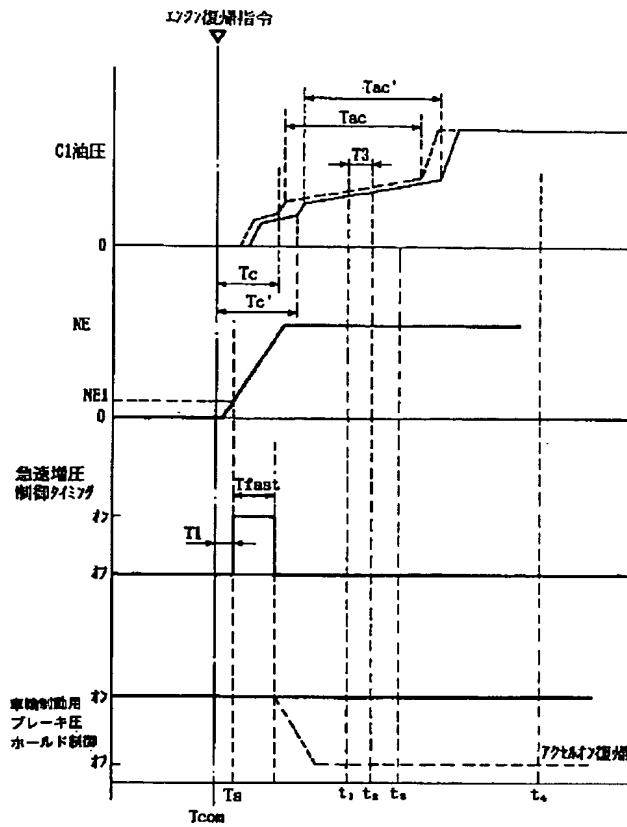 エンジン復帰指令
Tac'
Tac
C1油圧
T3
0
Tc
Tc'
NE
NE1
0
急速増圧
制御タイミング
Tfast
オン
T1
オフ
オン
車輪制動用
ブレーキ圧
ホールド制御
オフ
アクセルオン復帰
Ts
t₁
t₂
t₃
t₄
Tcom